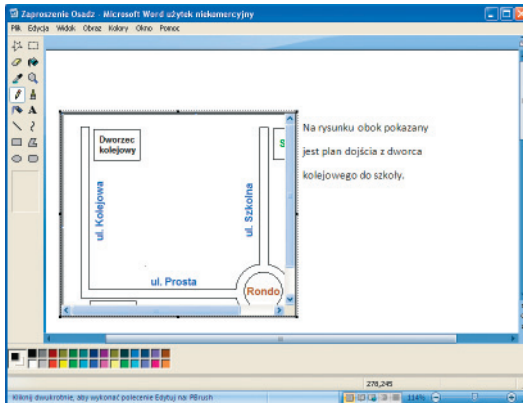 Zaproszenie Osadź - Microsoft Word użytek niekomercyjny
Plik Edycja Widok Obraz Kolory Okno Pomoc
A
Dworzec
kolejowy
S
ul. Kolejowa
ul. Szkolna
ul. Prosta
Rondo
Na rysunku obok pokazany
jest plan dojścia z dworca
kolejowego do szkoły.
278,245
Kliknij dwukrotnie, aby wykonać polecenie Edytuj na: PBrush
114%